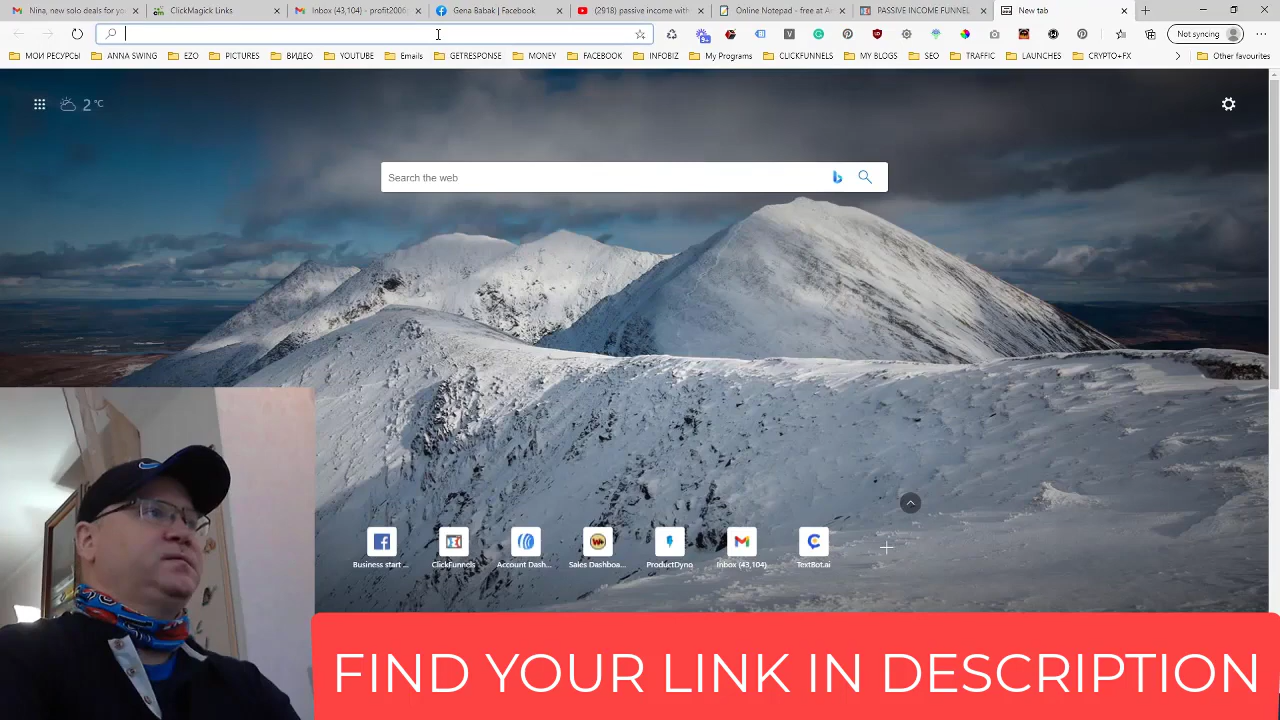 Nina, new solo deals for yo
ClickMagick Links
Inbox (43,104) - profit2006
Gena Babak | Facebook
(2918) passive income with
Online Notepad - free at A
PASSIVE INCOME FUNNEL
New tab
Not syncing
МОИ РЕСУРСЫ
ANNA SWING
EZO
PICTURES
ВИДЕО
YOUTUBE
Emails
GETRESPONSE
MONEY
FACEBOOK
INFOBIZ
My Programs
CLICKFUNNELS
MY BLOGS
SEO
TRAFFIC
LAUNCHES
CRYPTO+FX
Other favourites
2 °C
Search the web
Business start ...
ClickFunnels
Account Dash...
Sales Dashboa...
ProductDyno
Inbox (43,104)
TextBot.ai
FIND YOUR LINK IN DESCRIPTION